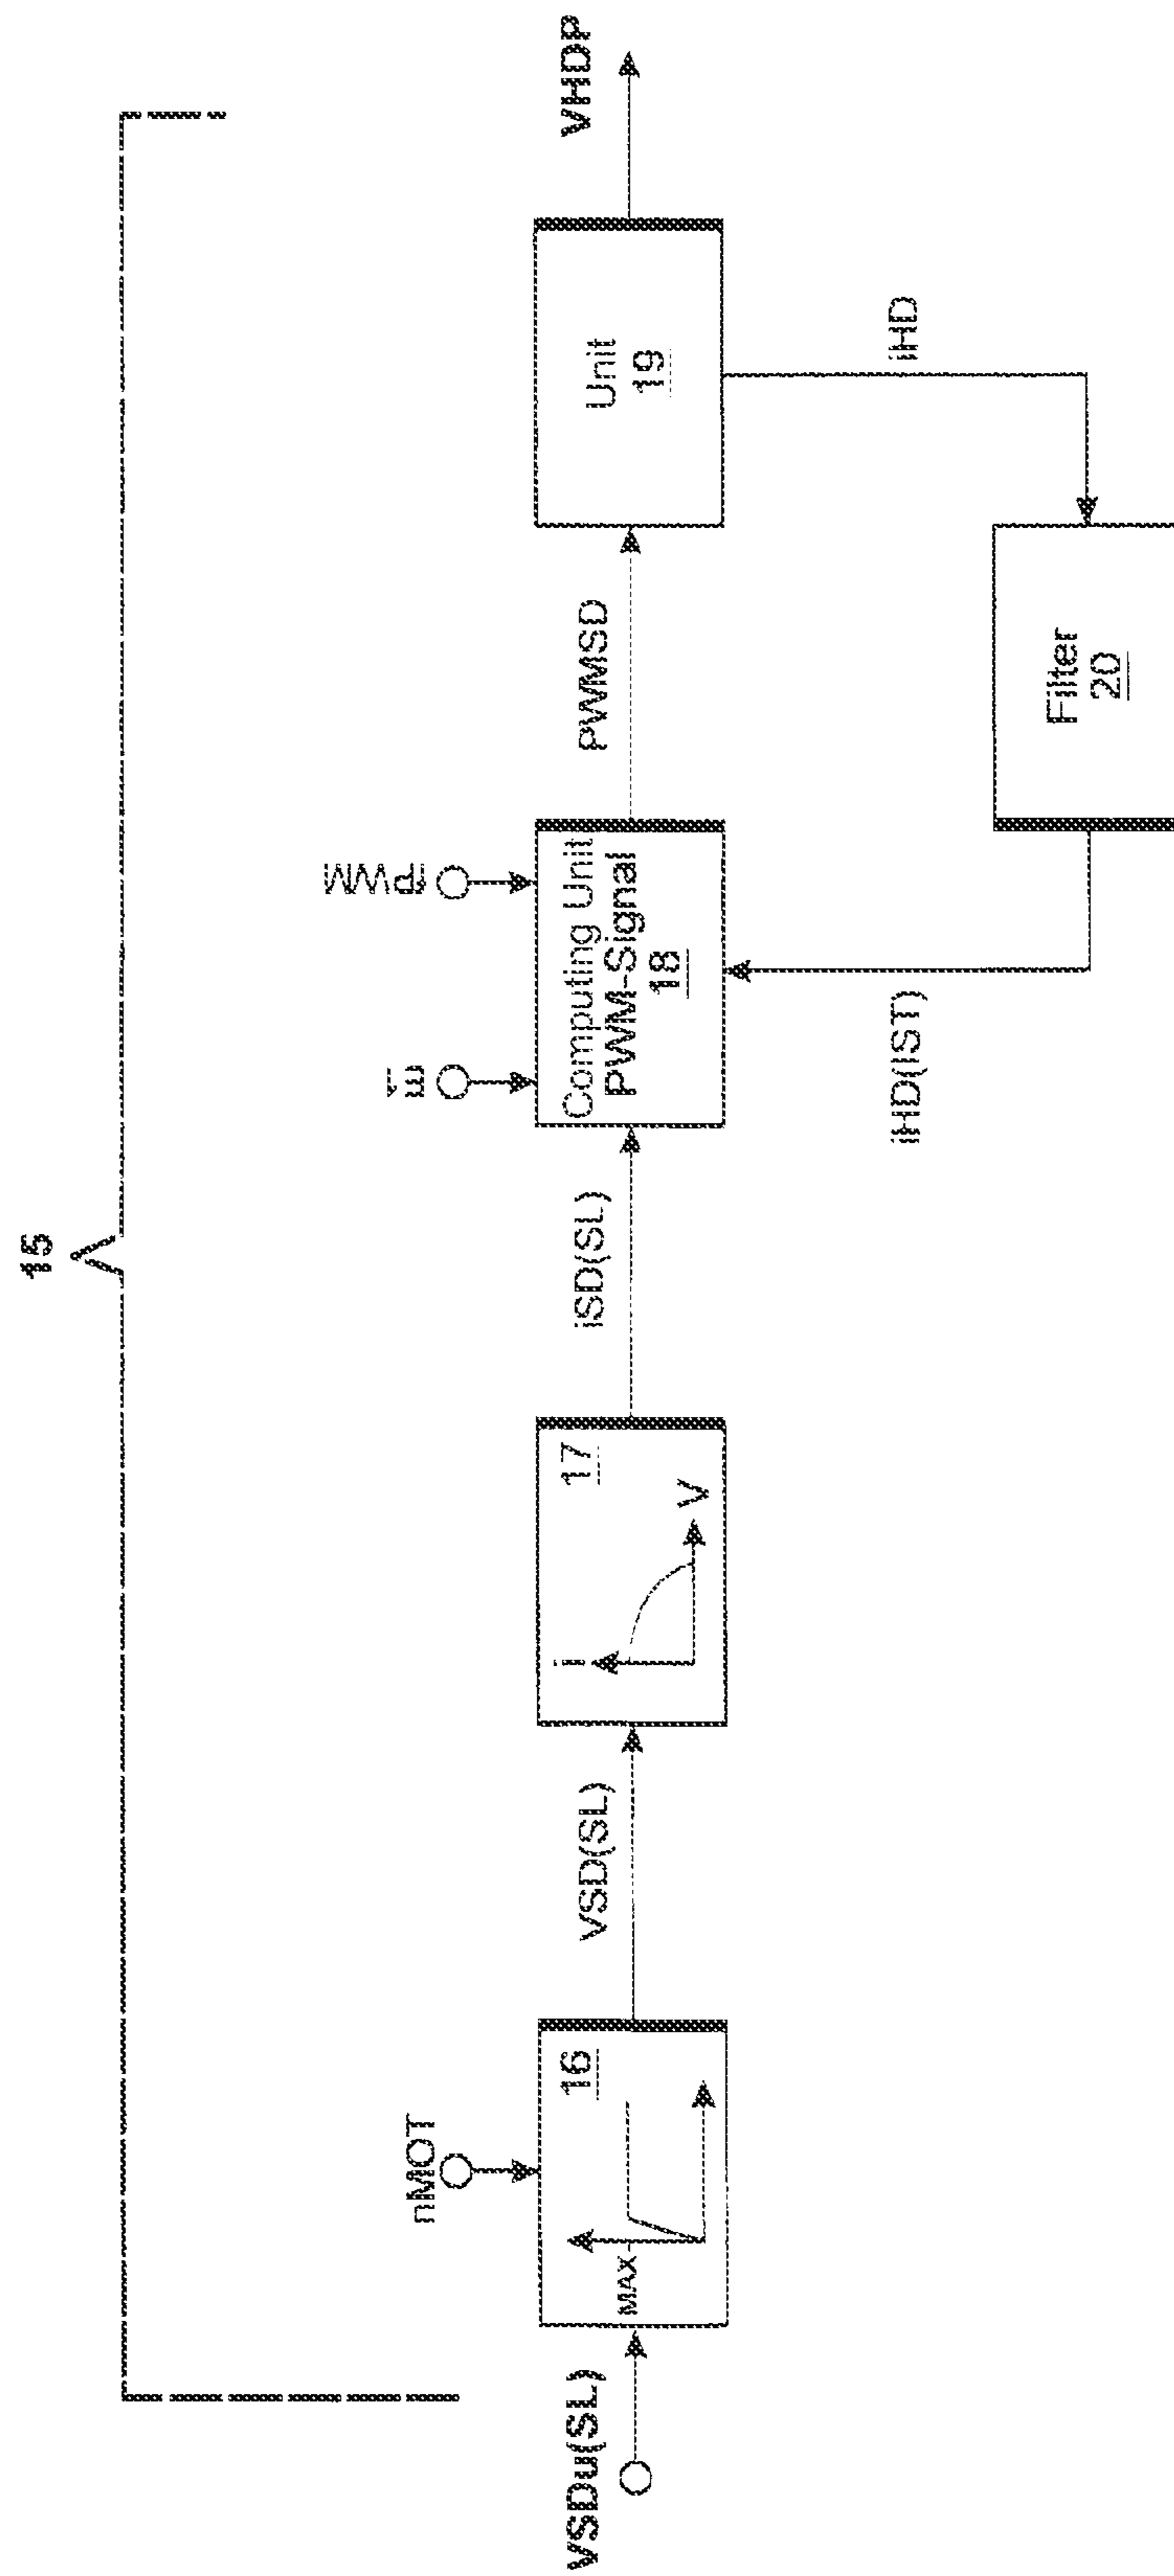 15
VSDu(SL)
nMOT
16
MAX
VSD(SL)
17
i
V
iSD(SL)
m1
fPWM
Computing Unit
PWM-Signal
18
PWMSD
Unit
19
VHDP
iHD
Filter
20
iHD(IST)